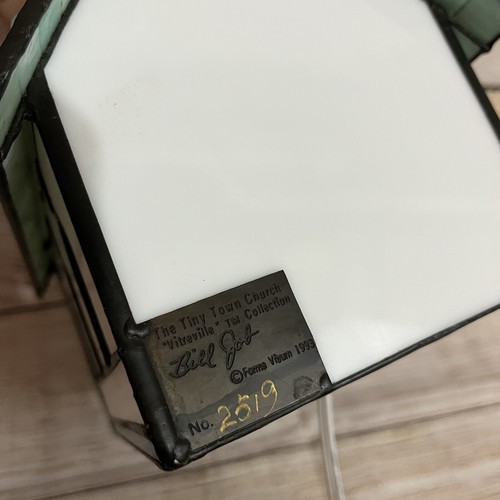 The Tiny Town Church
"Vitreville" TM Collection
Bill Job
©Forma Vitrum 1993
No. 2519